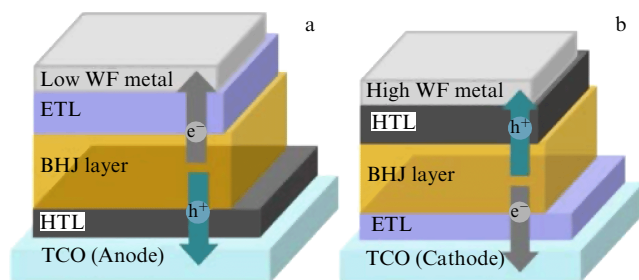 a
Low WF metal
ETL
e⁻
BHJ layer
h⁺
HTL
TCO (Anode)
b
High WF metal
HTL
h⁺
BHJ layer
e⁻
ETL
TCO (Cathode)